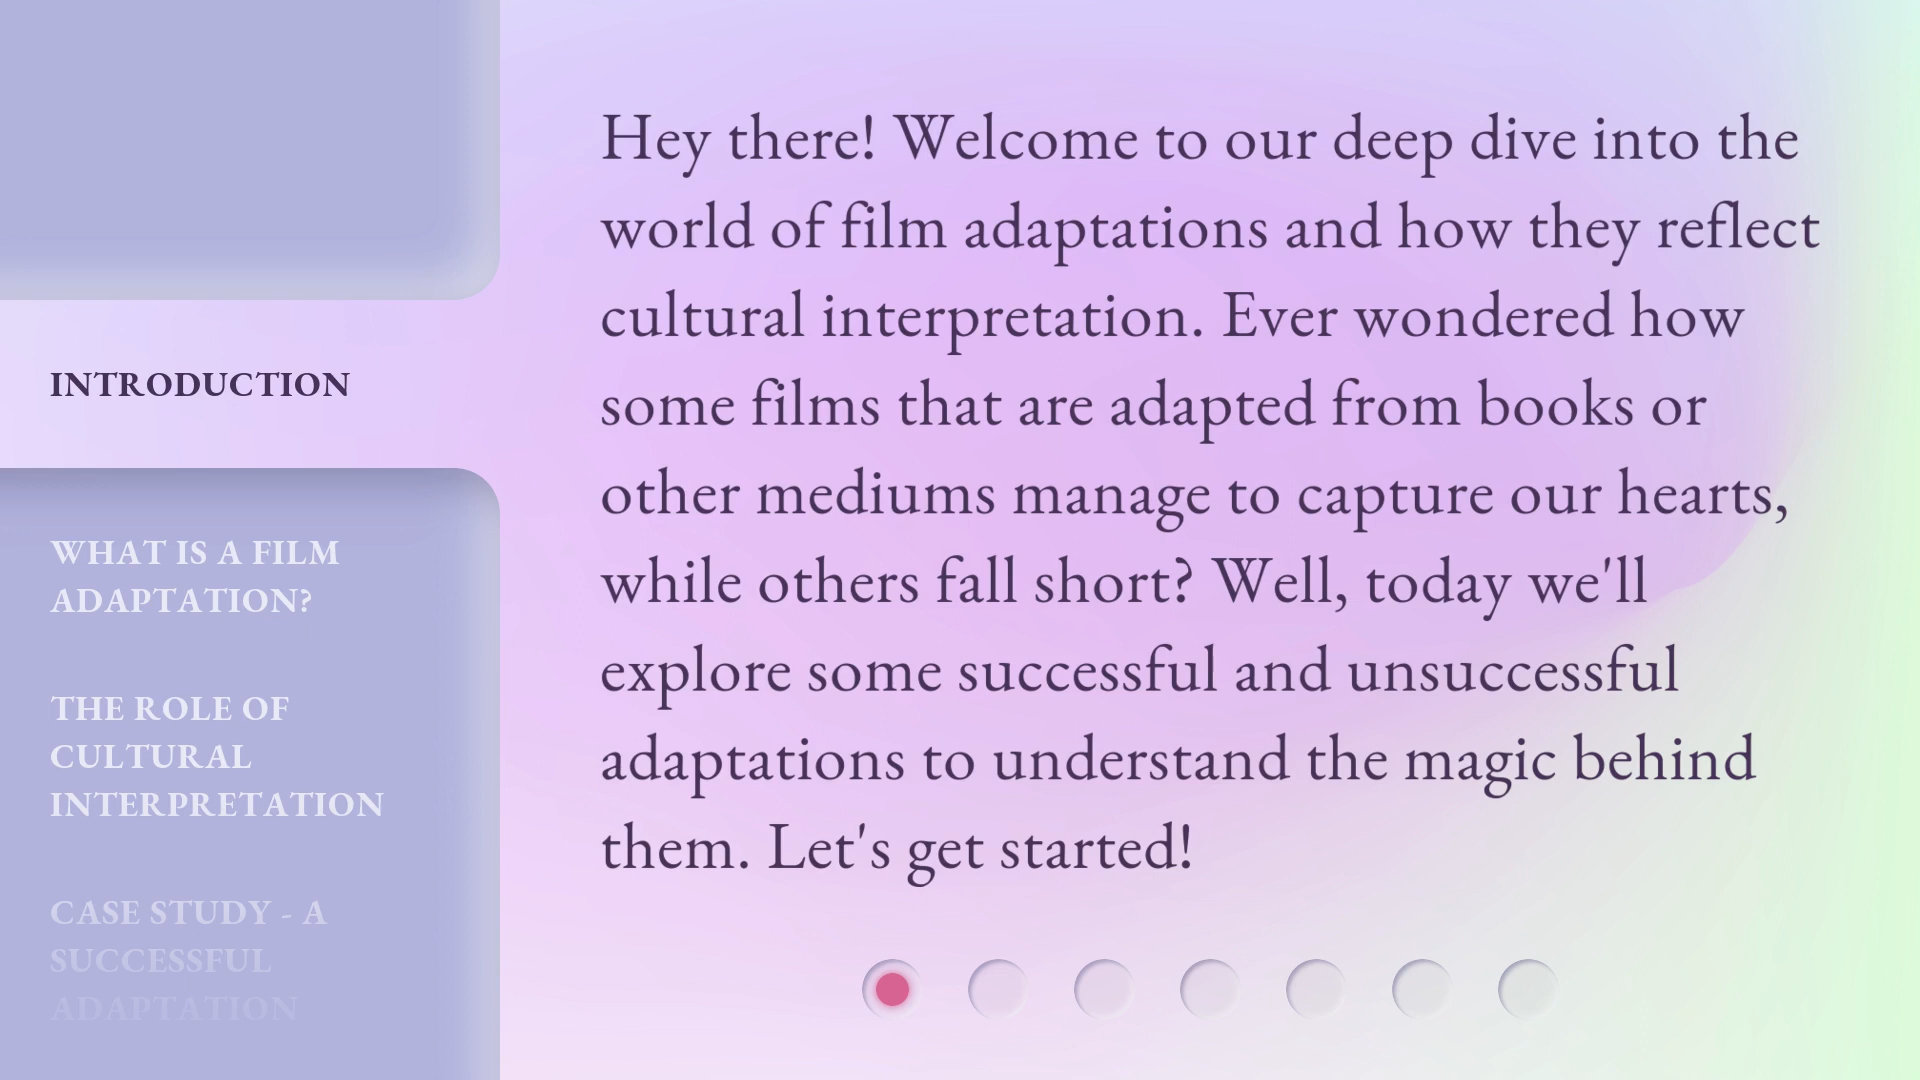 INTRODUCTION
WHAT IS A FILM
ADAPTATION?
THE ROLE OF
CULTURAL
INTERPRETATION
CASE STUDY - A
SUCCESSFUL
ADAPTATION
Hey there! Welcome to our deep dive into the
world of film adaptations and how they reflect
cultural interpretation. Ever wondered how
some films that are adapted from books or
other mediums manage to capture our hearts,
while others fall short? Well, today we'll
explore some successful and unsuccessful
adaptations to understand the magic behind
them. Let's get started!